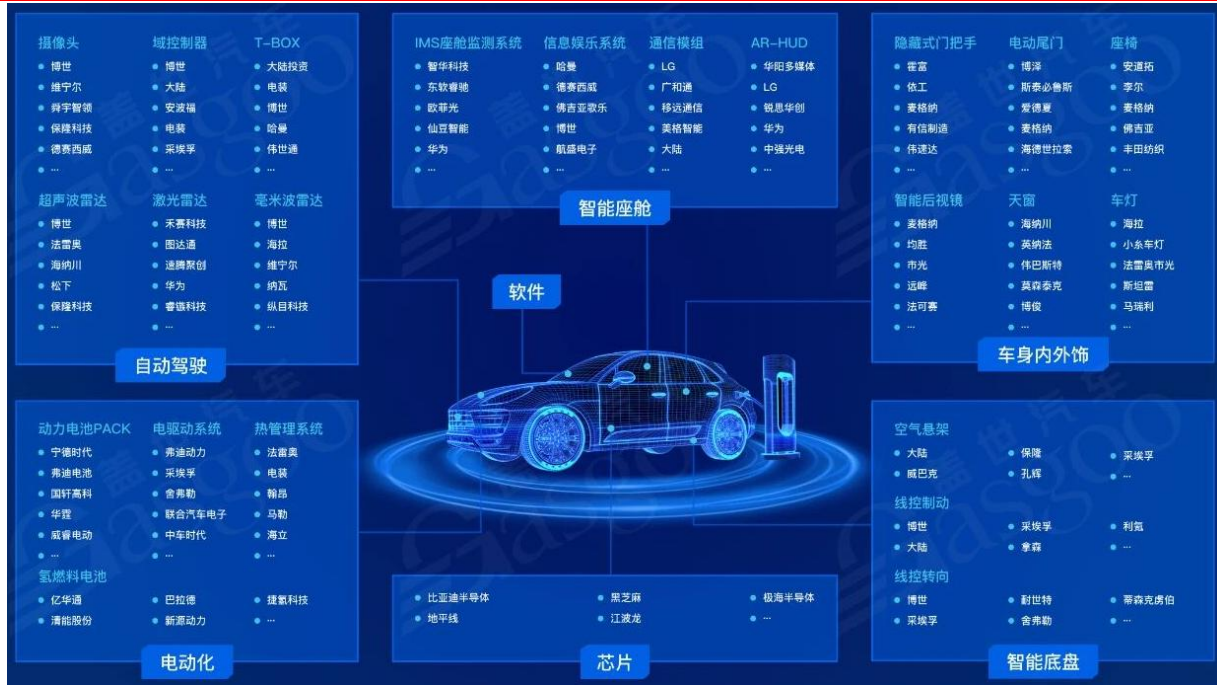 摄像头
博世
维宁尔
舜宇智领
保隆科技
德赛西威
...
域控制器
博世
大陆
安波福
电装
采埃孚
...
T-BOX
大陆投资
电装
博世
哈曼
伟世通
...
超声波雷达
博世
法雷奥
海纳川
松下
保隆科技
...
激光雷达
禾赛科技
图达通
速腾聚创
华为
睿镞科技
...
毫米波雷达
博世
海拉
维宁尔
纳瓦
纵目科技
...
自动驾驶
IMS座舱监测系统
智华科技
东软睿驰
欧菲光
仙豆智能
华为
...
信息娱乐系统
哈曼
德赛西威
佛吉亚歌乐
博世
航盛电子
...
通信模组
LG
广和通
移远通信
美格智能
大陆
...
AR-HUD
华阳多媒体
LG
锐思华创
华为
中强光电
...
智能座舱
软件
隐藏式门把手
霍富
依工
麦格纳
有信制造
伟速达
...
电动尾门
博泽
斯泰必鲁斯
爱德夏
麦格纳
海德世拉索
...
座椅
安道拓
李尔
麦格纳
佛吉亚
丰田纺织
...
智能后视镜
麦格纳
均胜
市光
远峰
法可赛
...
天窗
海纳川
英纳法
伟巴斯特
莫森泰克
博俊
...
车灯
海拉
小糸车灯
法雷奥市光
斯坦雷
马瑞利
...
车身内外饰
动力电池PACK
宁德时代
弗迪电池
国轩高科
华霆
威睿电动
...
电驱动系统
弗迪动力
采埃孚
舍弗勒
联合汽车电子
中车时代
...
热管理系统
法雷奥
电装
翰昂
马勒
海立
...
氢燃料电池
亿华通
巴拉德
捷氢科技
清能股份
新源动力
...
电动化
比亚迪半导体
黑芝麻
极海半导体
地平线
江波龙
...
芯片
空气悬架
大陆
保隆
采埃孚
威巴克
孔辉
...
线控制动
博世
采埃孚
利氪
大陆
拿森
...
线控转向
博世
耐世特
蒂森克虏伯
采埃孚
舍弗勒
...
智能底盘
盖世汽车
Gasgoo